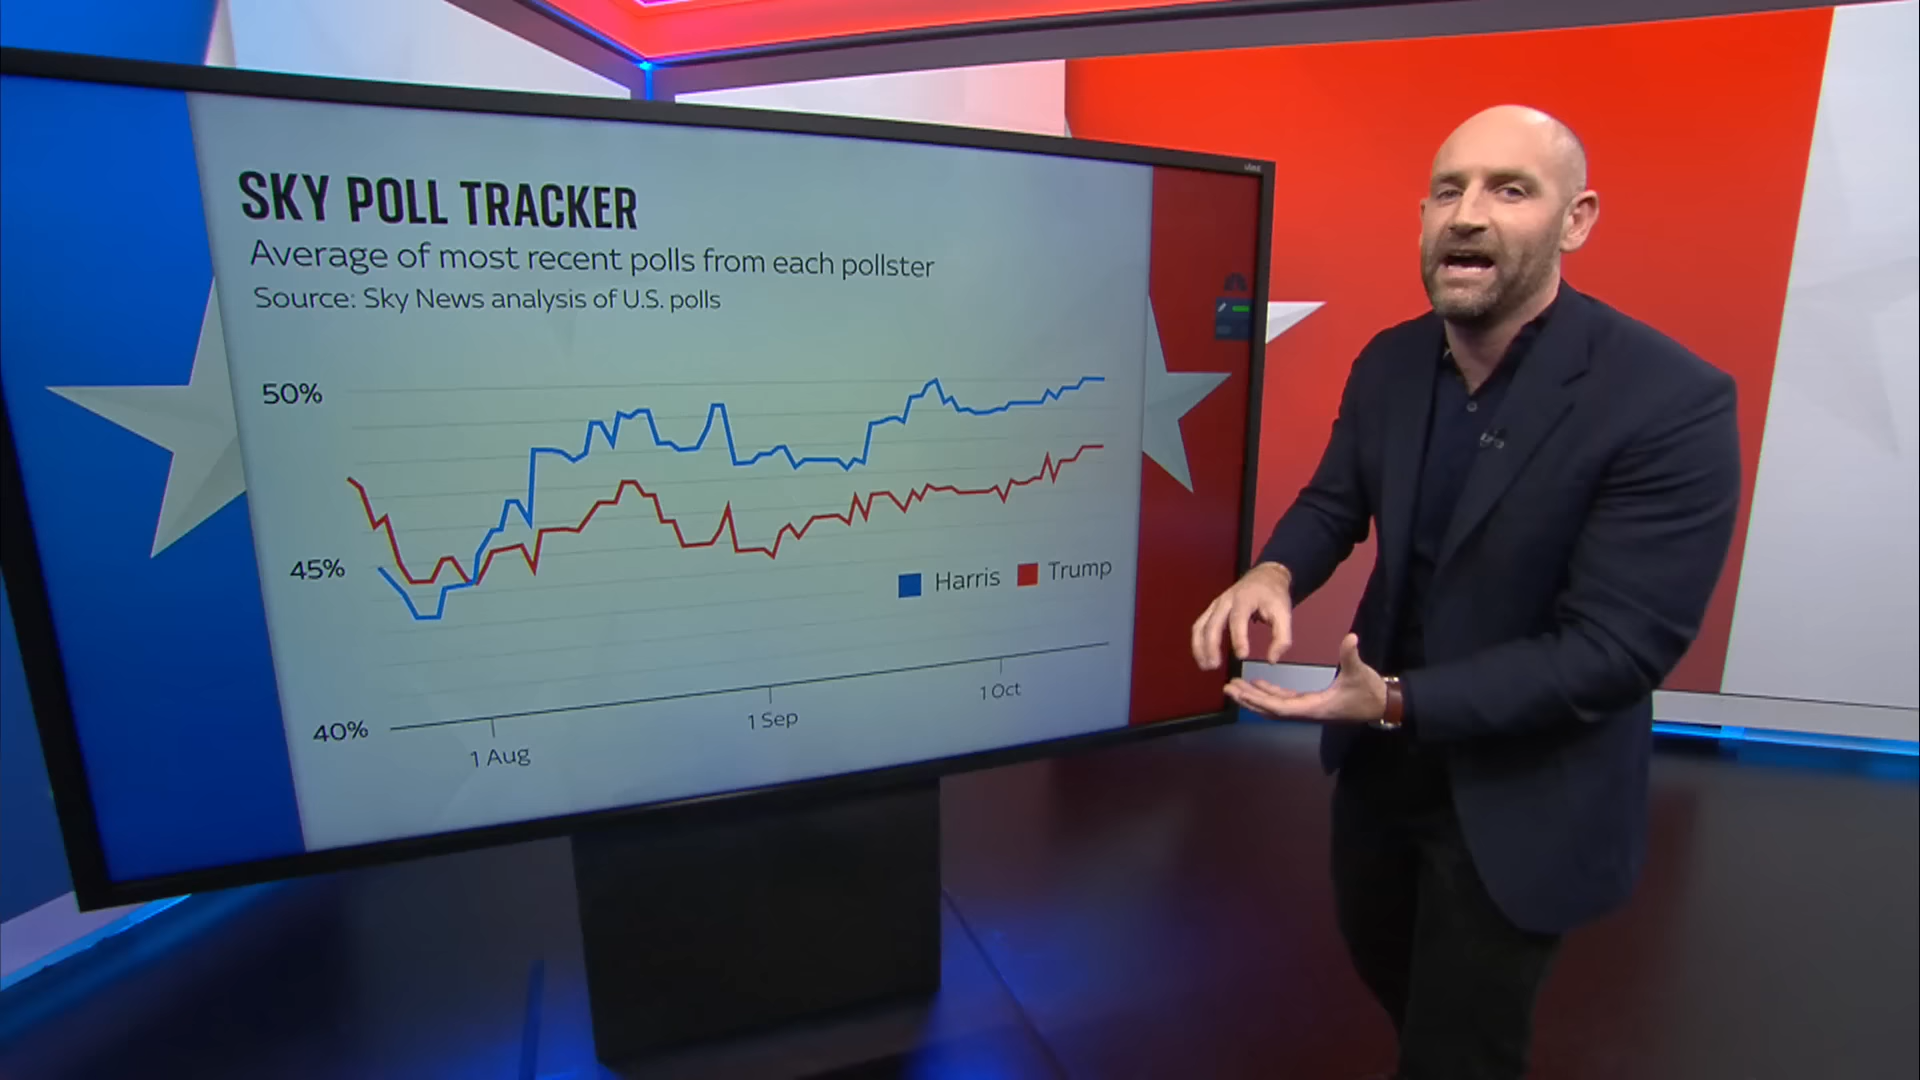 SKY POLL TRACKER
Average of most recent polls from each pollster
Source: Sky News analysis of U.S. polls
50%
45%
Harris
Trump
40%
1 Aug
1 Sep
1 Oct